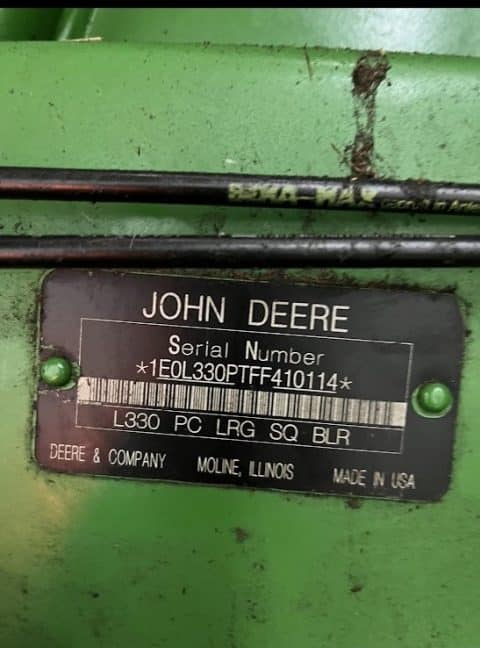 JOHN DEERE
Serial Number
*1E0L330PTFF410114*
L330 PC LRG SQ BLR
DEERE & COMPANY MOLINE, ILLINOIS MADE IN USA